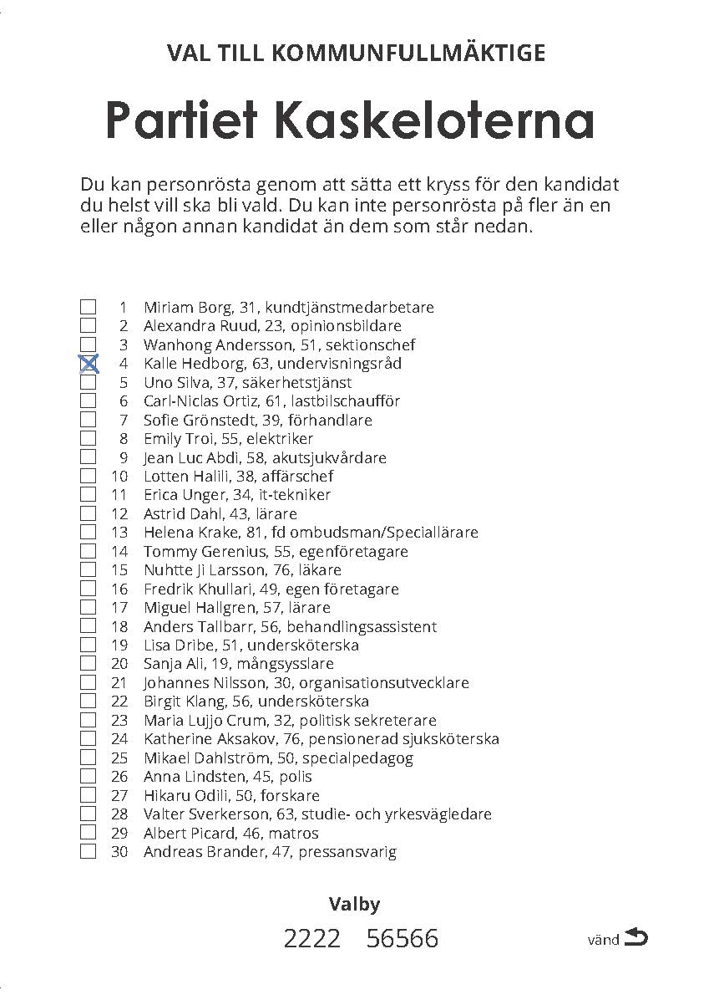 VAL TILL KOMMUNFULLMÄKTIGE
Partiet Kaskeloterna
Du kan personrösta genom att sätta ett kryss för den kandidat
du helst vill ska bli vald. Du kan inte personrösta på fler än en
eller någon annan kandidat än dem som står nedan.
1 Miriam Borg, 31, kundtjänstmedarbetare
2 Alexandra Ruud, 23, opinionsbildare
3 Wanhong Andersson, 51, sektionschef
4 Kalle Hedborg, 63, undervisningsråd
5 Uno Silva, 37, säkerhetstjänst
6 Carl-Niclas Ortiz, 61, lastbilschaufför
7 Sofie Grönstedt, 39, förhandlare
8 Emily Troi, 55, elektriker
9 Jean Luc Abdi, 58, akutsjukvårdare
10 Lotten Halili, 38, affärschef
11 Erica Unger, 34, it-tekniker
12 Astrid Dahl, 43, lärare
13 Helena Krake, 81, fd ombudsman/Speciallärare
14 Tommy Gerenius, 55, egenföretagare
15 Nuhtte Ji Larsson, 76, läkare
16 Fredrik Khullari, 49, egen företagare
17 Miguel Hallgren, 57, lärare
18 Anders Tallbarr, 56, behandlingsassistent
19 Lisa Dribe, 51, undersköterska
20 Sanja Ali, 19, mångsysslare
21 Johannes Nilsson, 30, organisationsutvecklare
22 Birgit Klang, 56, undersköterska
23 Maria Lujjo Crum, 32, politisk sekreterare
24 Katherine Aksakov, 76, pensionerad sjuksköterska
25 Mikael Dahlström, 50, specialpedagog
26 Anna Lindsten, 45, polis
27 Hikaru Odili, 50, forskare
28 Valter Sverkerson, 63, studie- och yrkesvägledare
29 Albert Picard, 46, matros
30 Andreas Brander, 47, pressansvarig
Valby
2222 56566
vänd